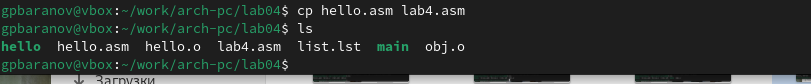 gpbaranov@vbox:~/work/arch-pc/lab04$ cp hello.asm lab4.asm
gpbaranov@vbox:~/work/arch-pc/lab04$ ls
hello  hello.asm  hello.o  lab4.asm  list.lst  main  obj.o
gpbaranov@vbox:~/work/arch-pc/lab04$
Загрузки